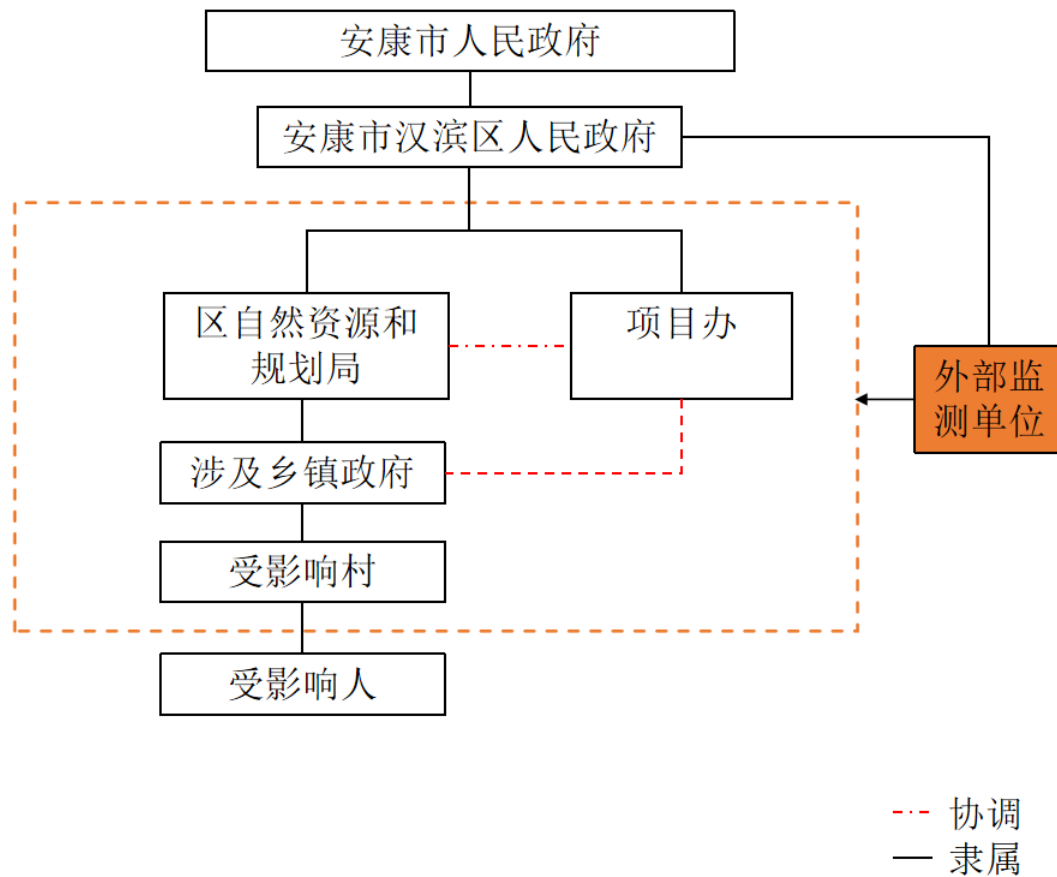 安康市人民政府
安康市汉滨区人民政府
区自然资源和
规划局
项目办
外部监
测单位
涉及乡镇政府
受影响村
受影响人
协调
隶属